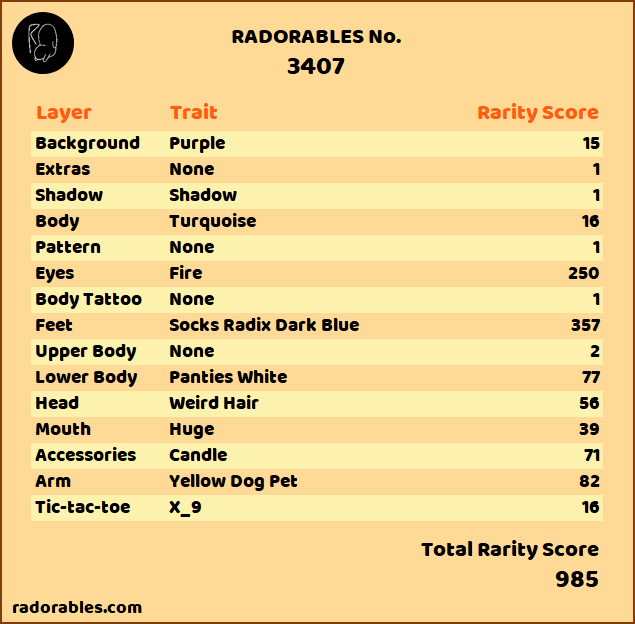 RADORABLES No.
3407
Layer Trait Rarity Score
Background Purple 15
Extras None 1
Shadow Shadow 1
Body Turquoise 16
Pattern None 1
Eyes Fire 250
Body Tattoo None 1
Feet Socks Radix Dark Blue 357
Upper Body None 2
Lower Body Panties White 77
Head Weird Hair 56
Mouth Huge 39
Accessories Candle 71
Arm Yellow Dog Pet 82
Tic-tac-toe X_9 16
Total Rarity Score
985
radorables.com